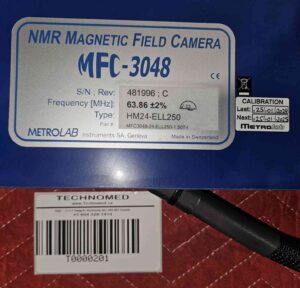 NMR MAGNETIC FIELD CAMERA
MFC-3048
S/N ; Rev: 481996 ; C
Frequency [MHz]: 63.86 ±2%
Type: HM24-ELL250
Part #:
METROLAB Instruments SA, Geneva
Made in Switzerland
CALIBRATION
Last:
Next:
METROLAB
TECHNOMED
T0000201